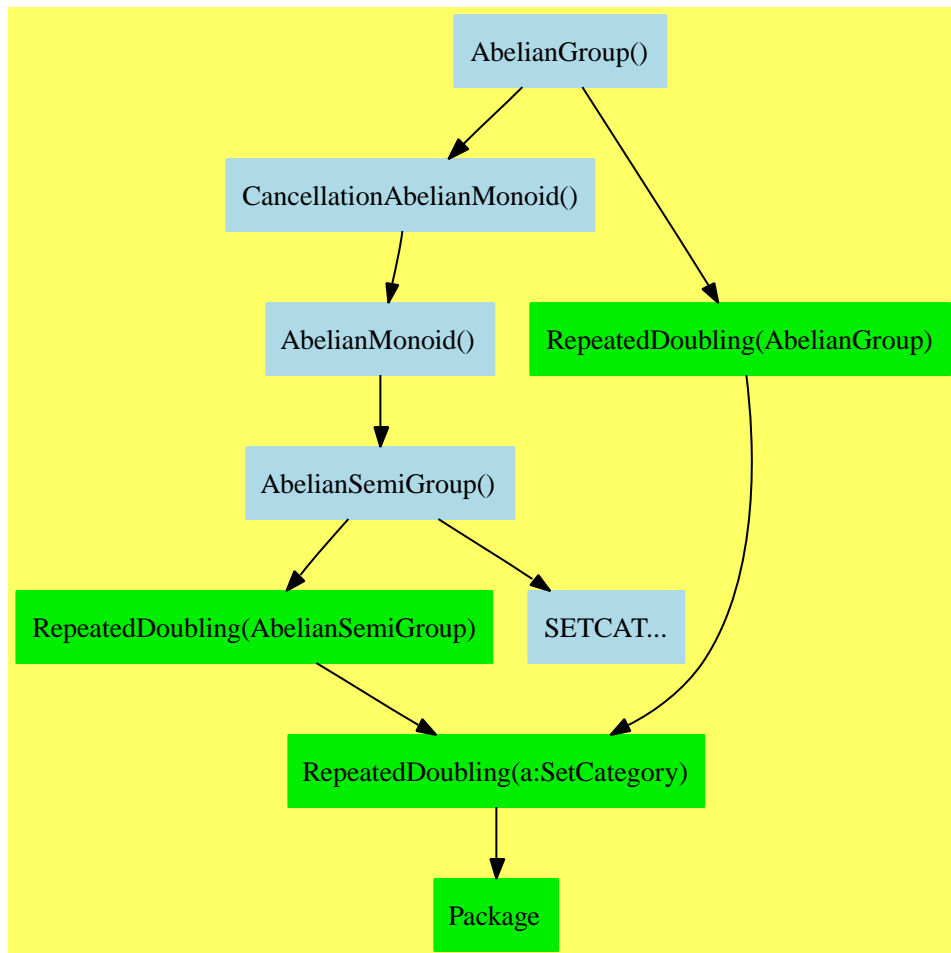 AbelianGroup()
CancellationAbelianMonoid()
AbelianMonoid()
RepeatedDoubling(AbelianGroup)
AbelianSemiGroup()
RepeatedDoubling(AbelianSemiGroup)
SETCAT...
RepeatedDoubling(a:SetCategory)
Package